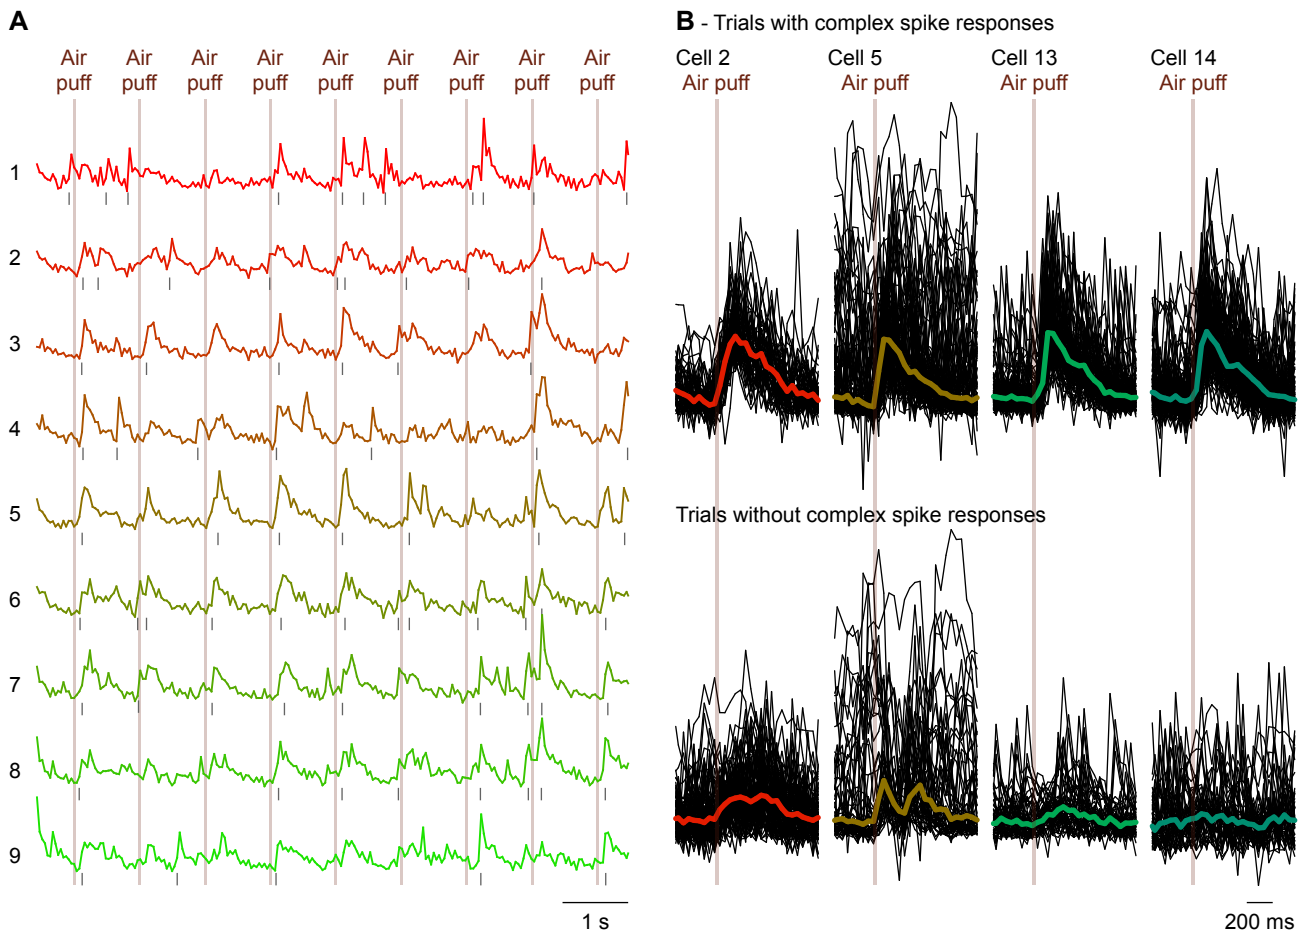 A
Air puff Air puff Air puff Air puff Air puff Air puff Air puff Air puff Air puff
1
2
3
4
5
6
7
8
9
1 s
B - Trials with complex spike responses
Cell 2 Cell 5 Cell 13 Cell 14
Air puff Air puff Air puff Air puff
Trials without complex spike responses
200 ms